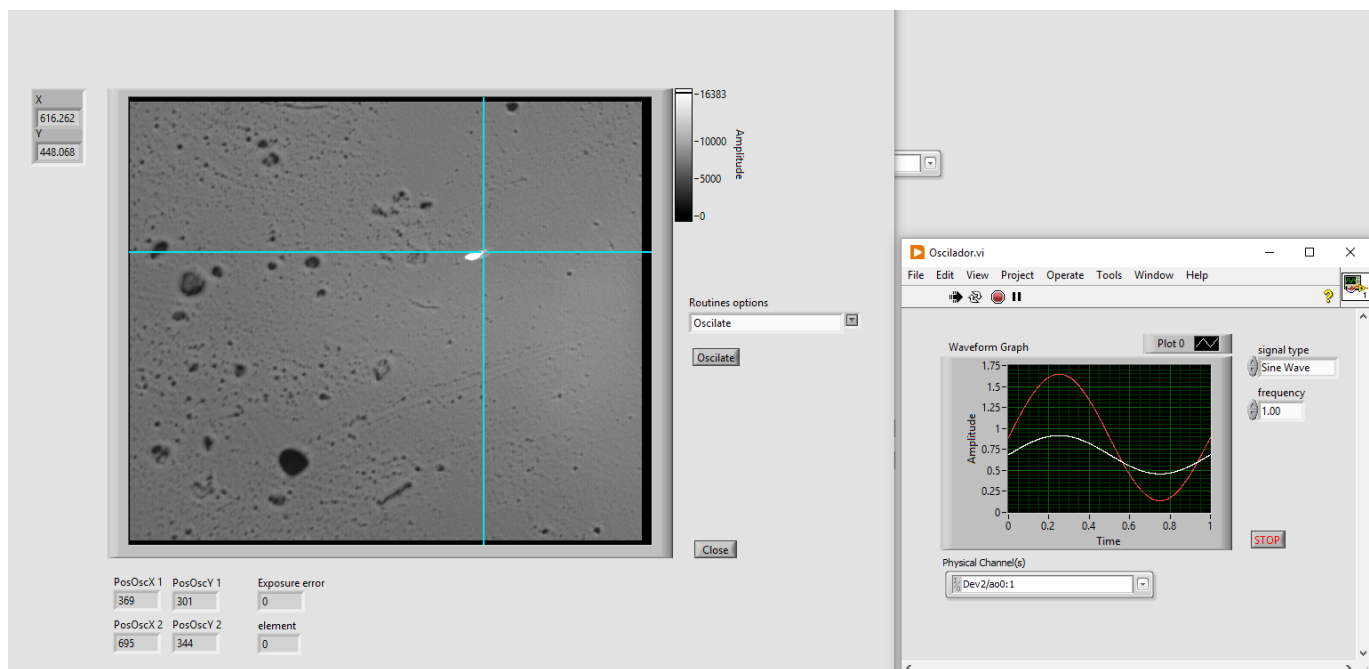 X
616.262
Y
448.068
16383
10000
5000
0
Amplitude
Routines options
Oscilate
Oscilate
Close
PosOscX 1 PosOscY 1 Exposure error
369 301 0
PosOscX 2 PosOscY 2 element
695 344 0
Oscilador.vi
File Edit View Project Operate Tools Window Help
1
Waveform Graph
Plot 0
signal type
Sine Wave
frequency
1.00
Amplitude
1.75
1.5
1.25
1
0.75
0.5
0.25
0
0 0.2 0.4 0.6 0.8 1
Time
STOP
Physical Channel(s)
I/O Dev2/ao0:1